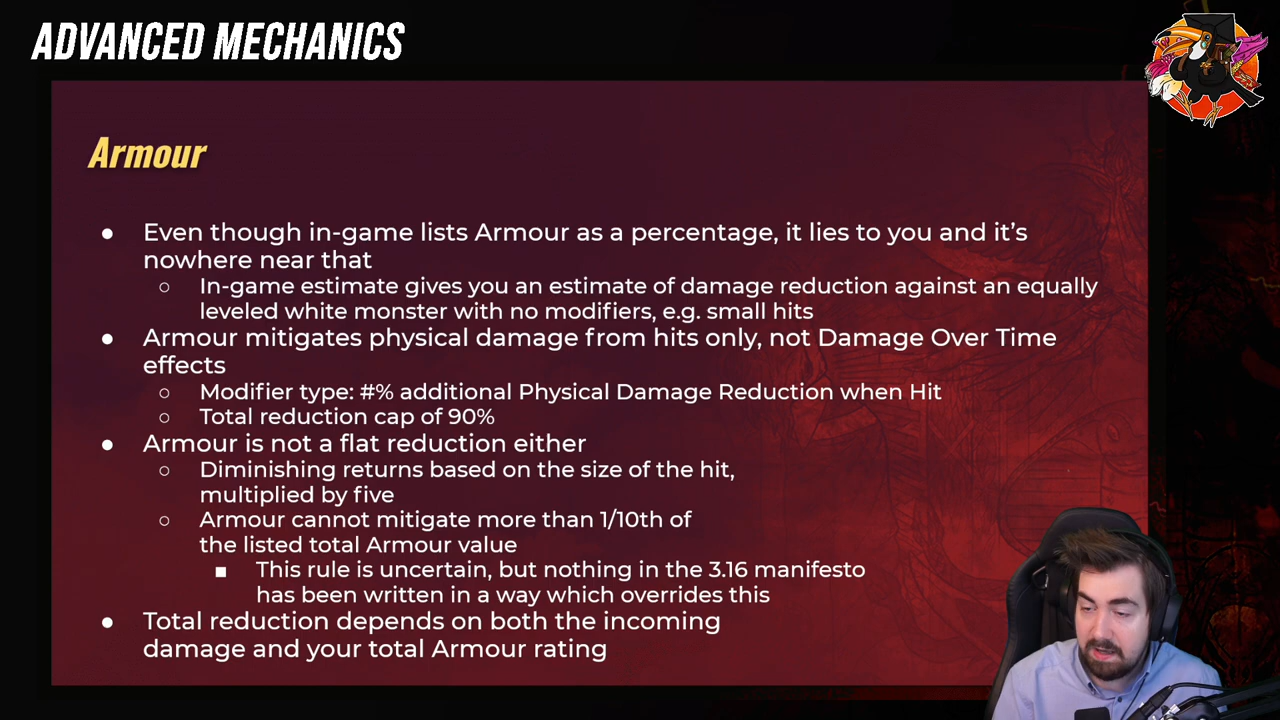 ADVANCED MECHANICS
Armour
● Even though in-game lists Armour as a percentage, it lies to you and it's
nowhere near that
○ In-game estimate gives you an estimate of damage reduction against an equally
leveled white monster with no modifiers, e.g. small hits
● Armour mitigates physical damage from hits only, not Damage Over Time
effects
○ Modifier type: #% additional Physical Damage Reduction when Hit
○ Total reduction cap of 90%
● Armour is not a flat reduction either
○ Diminishing returns based on the size of the hit,
multiplied by five
○ Armour cannot mitigate more than 1/10th of
the listed total Armour value
■ This rule is uncertain, but nothing in the 3.16 manifesto
has been written in a way which overrides this
● Total reduction depends on both the incoming
damage and your total Armour rating